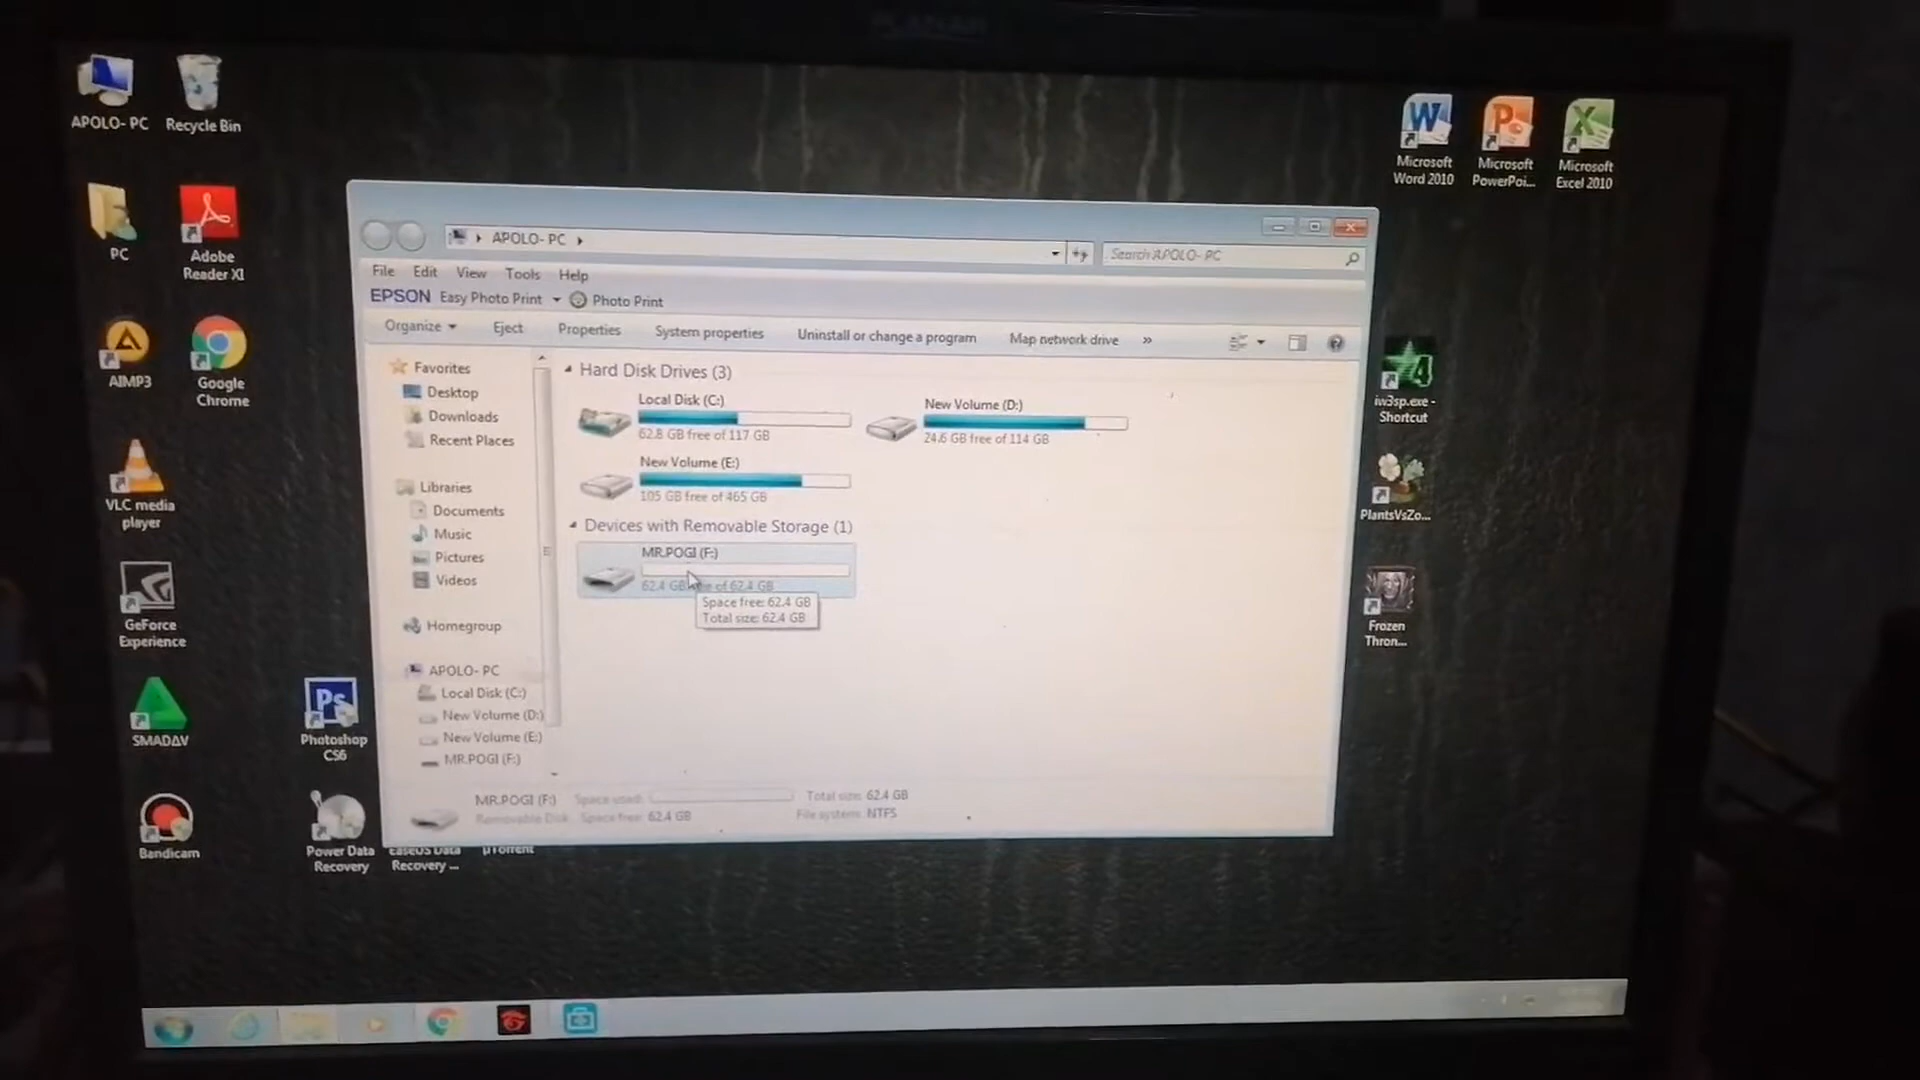 APOLO- PC
Recycle Bin
Microsoft
Word 2010
Microsoft
PowerPoi...
Microsoft
Excel 2010
PC
Adobe
Reader XI
AIMP3
Google
Chrome
VLC media
player
GeForce
Experience
SMADΔV
Ps
Photoshop
CS6
Bandicam
Power Data
Recovery
EaseUS Data
Recovery ...
µTorrent
iw3sp.exe -
Shortcut
PlantsVsZo...
Frozen
Thron...
APOLO- PC
Search APOLO- PC
File Edit View Tools Help
EPSON Easy Photo Print Photo Print
Organize Eject Properties System properties Uninstall or change a program Map network drive »
Favorites
Desktop
Downloads
Recent Places
Libraries
Documents
Music
Pictures
Videos
Homegroup
APOLO- PC
Local Disk (C:)
New Volume (D:)
New Volume (E:)
MR.POGI (F:)
Hard Disk Drives (3)
Local Disk (C:)
62.8 GB free of 117 GB
New Volume (D:)
24.6 GB free of 114 GB
New Volume (E:)
105 GB free of 465 GB
Devices with Removable Storage (1)
MR.POGI (F:)
62.4 GB free of 62.4 GB
Space free: 62.4 GB
Total size: 62.4 GB
MR.POGI (F:) Space used: Total size: 62.4 GB
Removable Disk Space free: 62.4 GB File system: NTFS